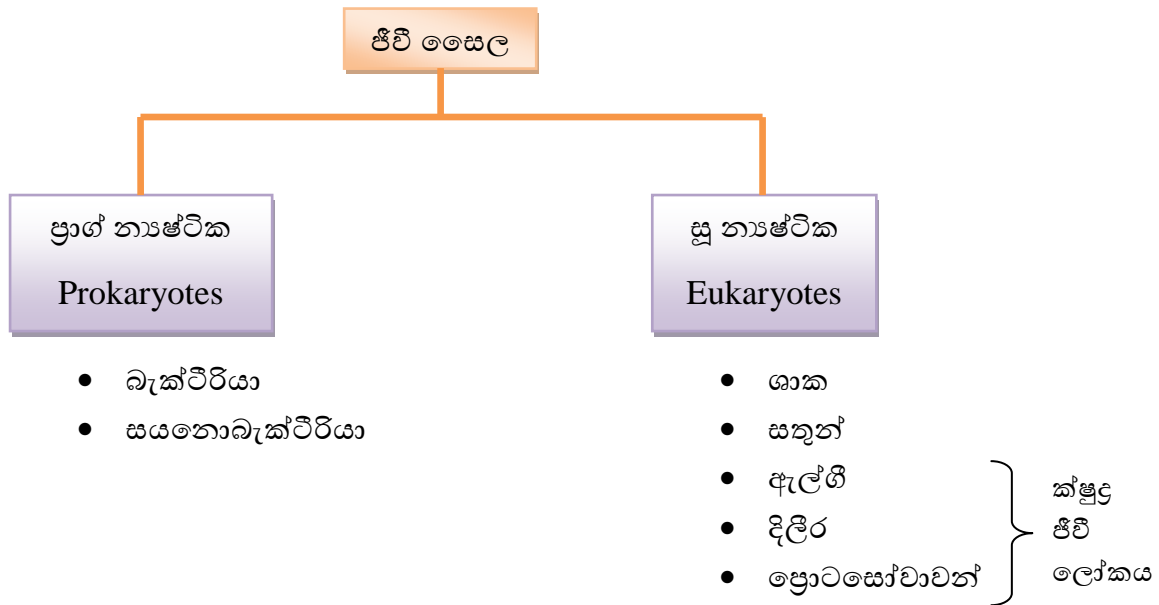 ජීවී සෛල
ප්‍රාග් න්‍යෂ්ටික
Prokaryotes
සූ න්‍යෂ්ටික
Eukaryotes
• බැක්ටීරියා
• සයනොබැක්ටීරියා
• ශාක
• සතුන්
• ඇල්ගී
• දිලීර
• ප්‍රොටසෝවාවන්
ක්ෂුද්‍ර
ජීවී
ලෝකය